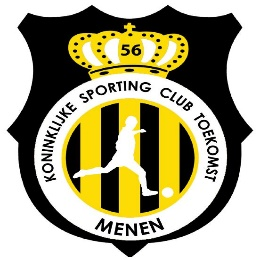 56
KONINKLIJKE SPORTING CLUB TOEKOMST
MENEN